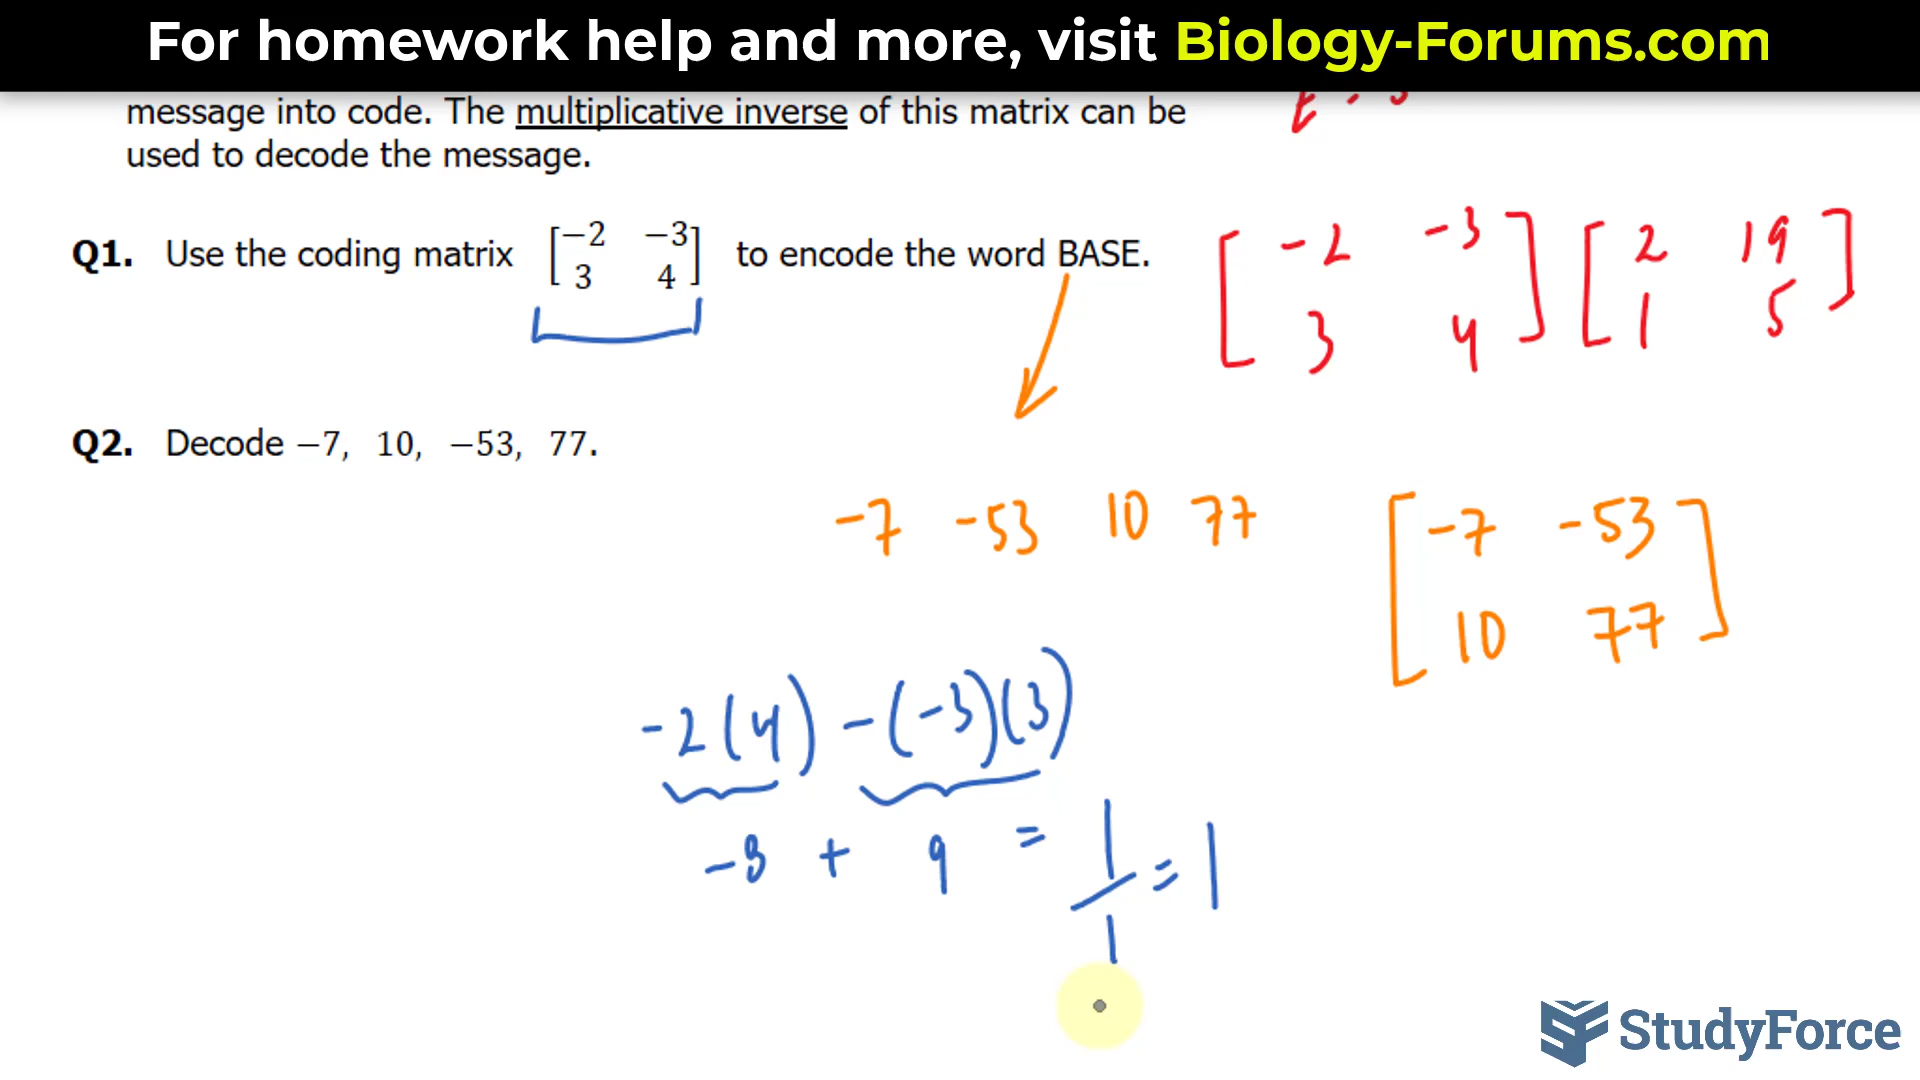 For homework help and more, visit Biology-Forums.com
message into code. The multiplicative inverse of this matrix can be
used to decode the message.
Q1. Use the coding matrix [−2 −3
3 4] to encode the word BASE.
[-2 -3
3 4] [2 19
1 5]
Q2. Decode −7, 10, −53, 77.
-7 -53 10 77
[-7 -53
10 77]
-2(4) -(-3)(3)
-8 + 9 = 1/1 = 1
StudyForce